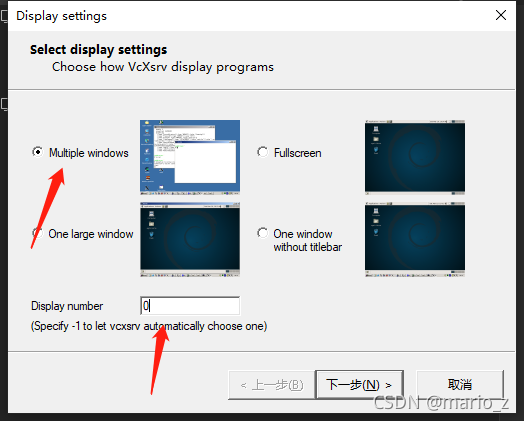 Display settings
Select display settings
Choose how VcXsrv display programs
Multiple windows
Fullscreen
One large window
One window
without titlebar
Display number
0
(Specify -1 to let vcxsrv automatically choose one)
< 上一步(B)
下一步(N) >
取消
CSDN @mario_z